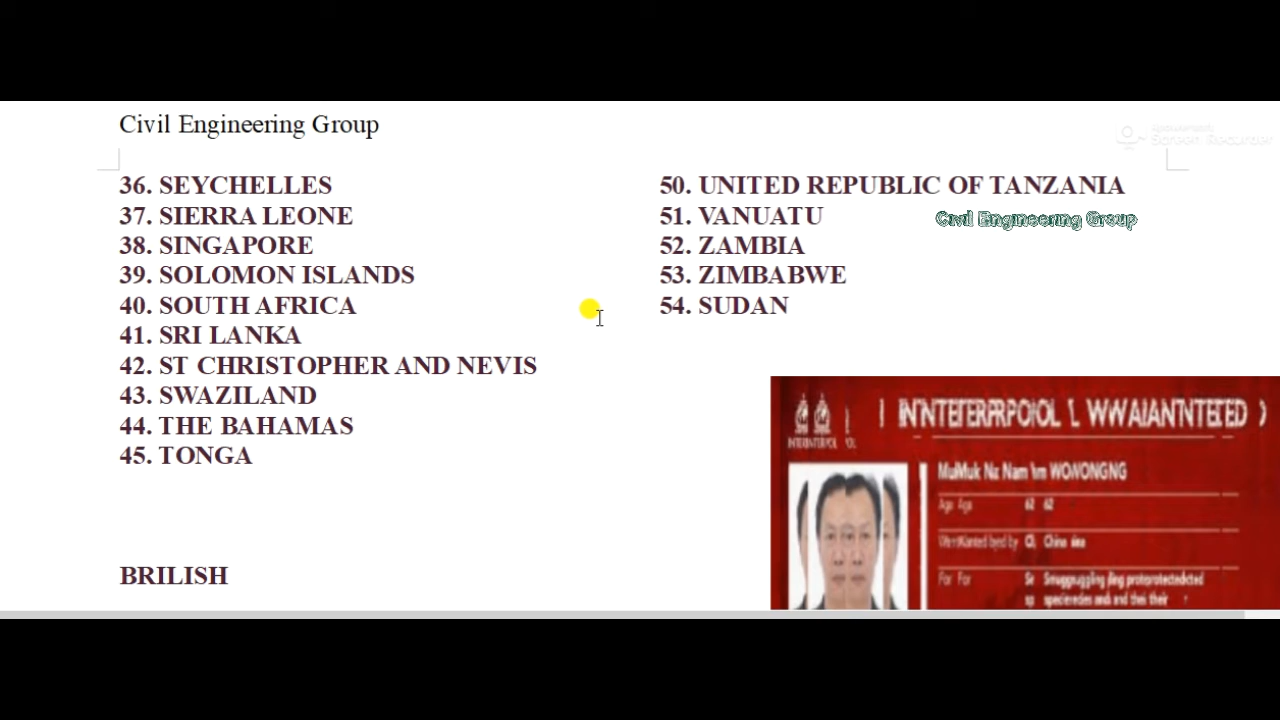 Civil Engineering Group
Screen Recorder
36. SEYCHELLES
37. SIERRA LEONE
38. SINGAPORE
39. SOLOMON ISLANDS
40. SOUTH AFRICA
41. SRI LANKA
42. ST CHRISTOPHER AND NEVIS
43. SWAZILAND
44. THE BAHAMAS
45. TONGA
BRILISH
50. UNITED REPUBLIC OF TANZANIA
51. VANUATU
Civil Engineering Group
52. ZAMBIA
53. ZIMBABWE
54. SUDAN